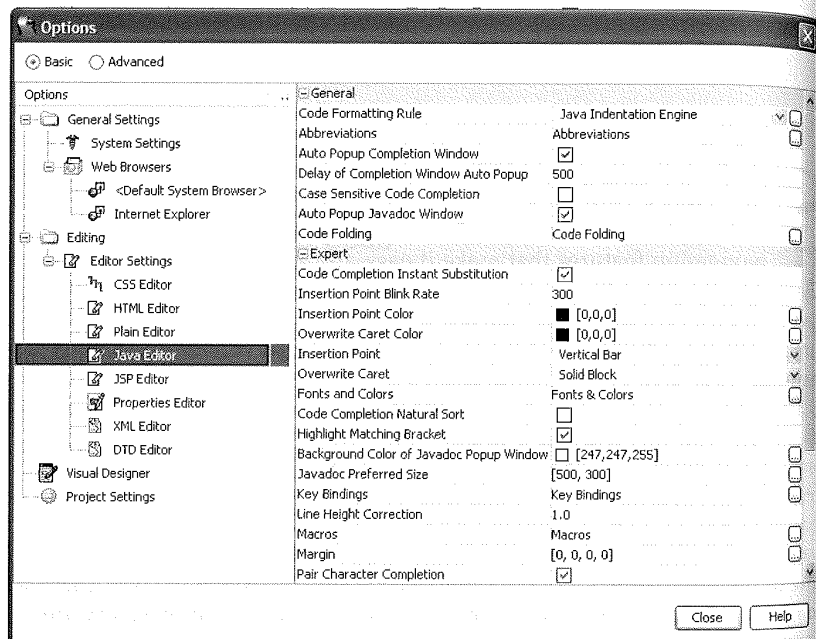 Options
Basic Advanced
Options ..
General Settings
System Settings
Web Browsers
<Default System Browser>
Internet Explorer
Editing
Editor Settings
CSS Editor
HTML Editor
Plain Editor
Java Editor
JSP Editor
Properties Editor
XML Editor
DTD Editor
Visual Designer
Project Settings
General
Code Formatting Rule Java Indentation Engine ...
Abbreviations Abbreviations ...
Auto Popup Completion Window
Delay of Completion Window Auto Popup 500
Case Sensitive Code Completion
Auto Popup Javadoc Window
Code Folding Code Folding ...
Expert
Code Completion Instant Substitution
Insertion Point Blink Rate 300
Insertion Point Color [0,0,0] ...
Overwrite Caret Color [0,0,0] ...
Insertion Point Vertical Bar
Overwrite Caret Solid Block
Fonts and Colors Fonts & Colors ...
Code Completion Natural Sort
Highlight Matching Bracket
Background Color of Javadoc Popup Window [247,247,255] ...
Javadoc Preferred Size [500, 300] ...
Key Bindings Key Bindings ...
Line Height Correction 1.0
Macros Macros ...
Margin [0, 0, 0, 0] ...
Pair Character Completion
Close Help